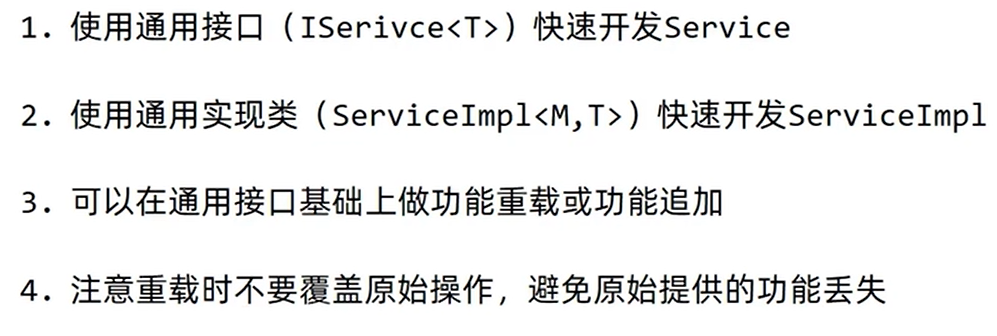 1. 使用通用接口（ISerivce<T>）快速开发Service
2. 使用通用实现类（ServiceImpl<M,T>）快速开发ServiceImpl
3. 可以在通用接口基础上做功能重载或功能追加
4. 注意重载时不要覆盖原始操作，避免原始提供的功能丢失